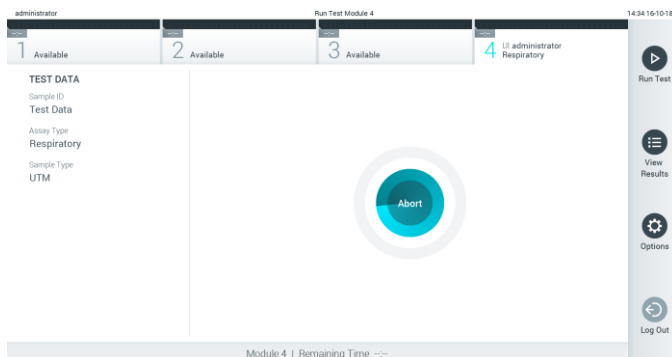 administrator
Run Test Module 4
14:34 16-10-18
--:--
1 Available
--:--
2 Available
--:--
3 Available
--:--
4 UI administrator
Respiratory
TEST DATA
Sample ID
Test Data
Assay Type
Respiratory
Sample Type
UTM
Abort
Run Test
View
Results
Options
Log Out
Module 4 | Remaining Time --:--